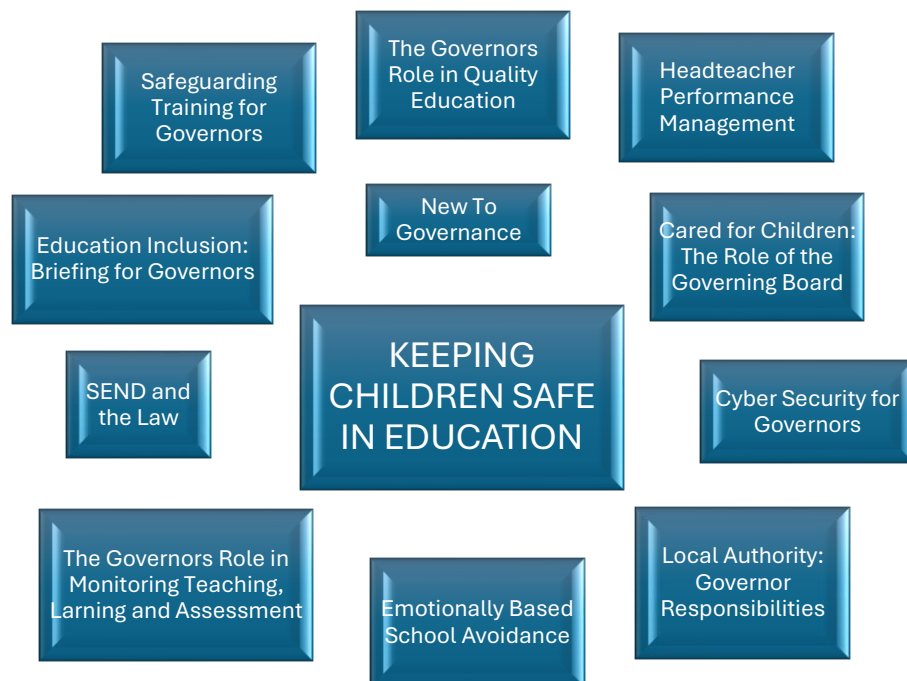 Safeguarding
Training for
Governors
The Governors
Role in Quality
Education
Headteacher
Performance
Management
Education Inclusion:
Briefing for Governors
New To
Governance
Cared for Children:
The Role of the
Governing Board
KEEPING
CHILDREN SAFE
IN EDUCATION
SEND and
the Law
Cyber Security for
Governors
The Governors Role in
Monitoring Teaching,
Larning and Assessment
Emotionally Based
School Avoidance
Local Authority:
Governor
Responsibilities